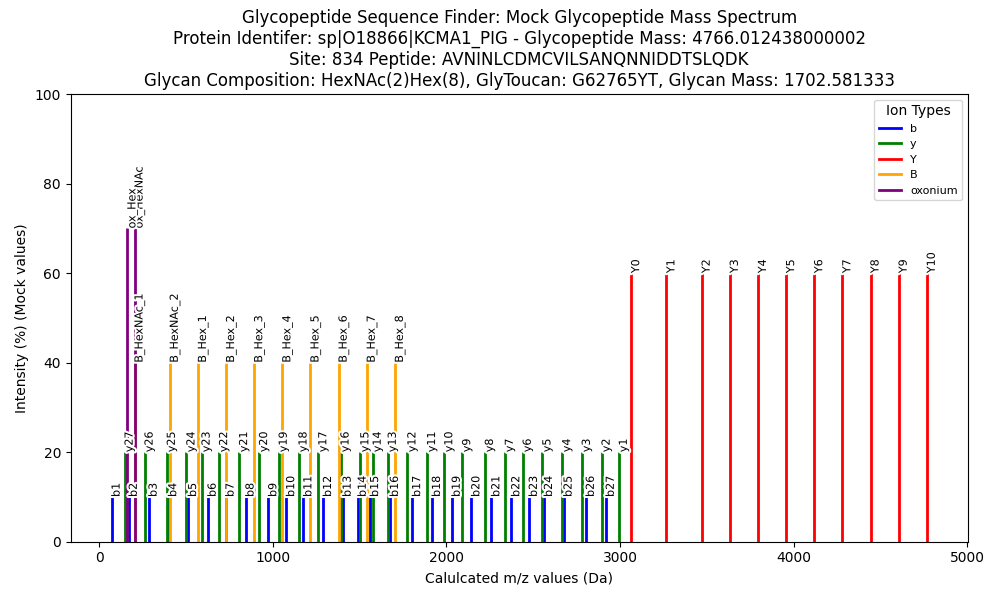 Glycopeptide Sequence Finder: Mock Glycopeptide Mass Spectrum
Protein Identifer: sp|O18866|KCMA1_PIG - Glycopeptide Mass: 4766.012438000002
Site: 834 Peptide: AVNINLCDMCVILSANQNNIDDTSLQDK
Glycan Composition: HexNAc(2)Hex(8), GlyToucan: G62765YT, Glycan Mass: 1702.581333
Intensity (%) (Mock values)
100
80
60
40
20
0
Ion Types
b
y
Y
B
oxonium
ox_Hex
ox_HexNAc
B_HexNAc_1
B_HexNAc_2
B_Hex_1
B_Hex_2
B_Hex_3
B_Hex_4
B_Hex_5
B_Hex_6
B_Hex_7
B_Hex_8
Y0
Y1
Y2
Y3
Y4
Y5
Y6
Y7
Y8
Y9
Y10
y27
y26
y25
y24
y23
y22
y21
y20
y19
y18
y17
y16
y15
y14
y13
y12
y11
y10
y9
y8
y7
y6
y5
y4
y3
y2
y1
b1
b2
b3
b4
b5
b6
b7
b8
b9
b10
b11
b12
b13
b14
b15
b16
b17
b18
b19
b20
b21
b22
b23
b24
b25
b26
b27
0
1000
2000
3000
4000
5000
Calulcated m/z values (Da)